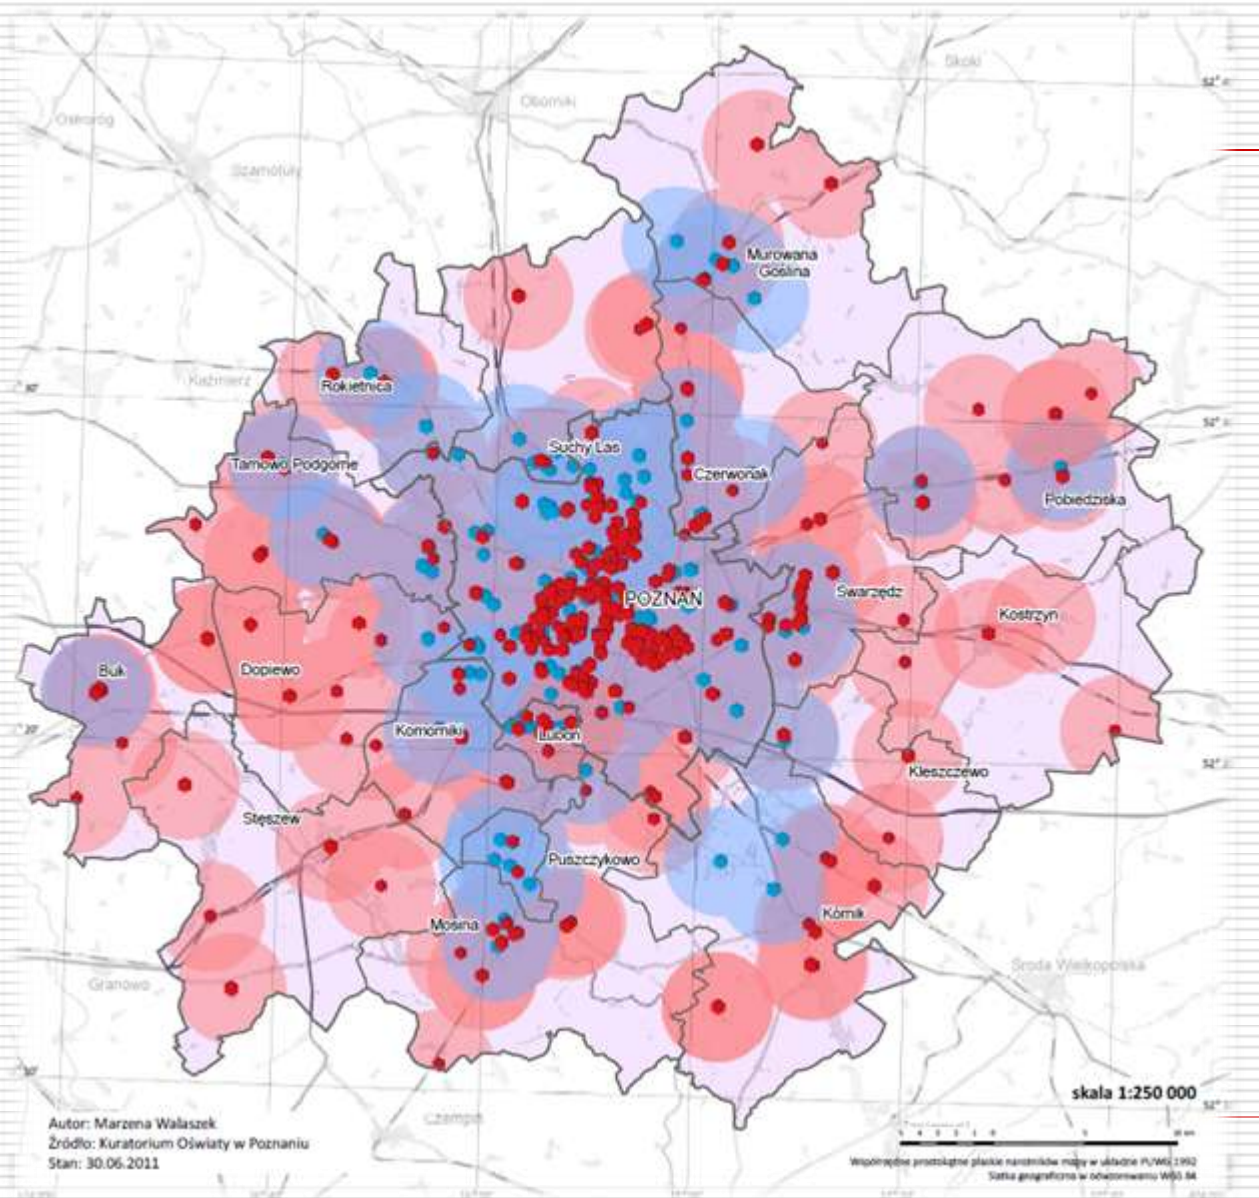 Skoki
Oborniki
Ostroróg
Szamotuły
Murowana
Goślina
Kaźmierz
Rokietnica
Suchy Las
Tarnowo Podgórne
Czerwonak
Pobiedziska
POZNAŃ
Swarzędz
Kostrzyn
Buk
Dopiewo
Komorniki
Luboń
Kleszczewo
Stęszew
Puszczykowo
Mosina
Kórnik
Środa Wielkopolska
Granowo
Czempiń
skala 1:250 000
Autor: Marzena Walaszek
Źródło: Kuratorium Oświaty w Poznaniu
Stan: 30.06.2011
Współrzędne prostokątne płaskie narożników mapy w układzie PUWG 1992
Siatka geograficzna w odwzorowaniu WGS 84